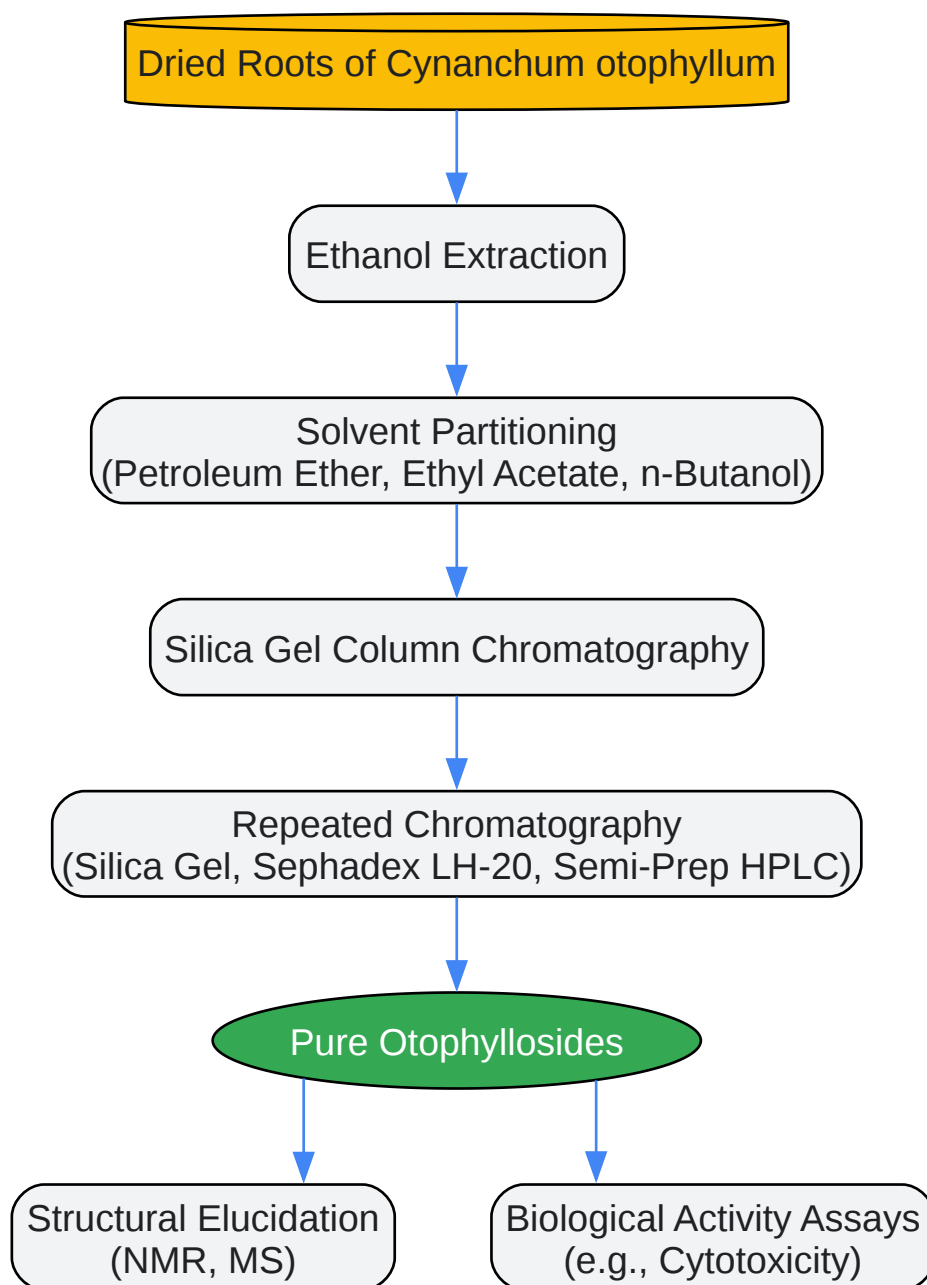 Dried Roots of Cynanchum otophyllum
Ethanol Extraction
Solvent Partitioning
(Petroleum Ether, Ethyl Acetate, n-Butanol)
Silica Gel Column Chromatography
Repeated Chromatography
(Silica Gel, Sephadex LH-20, Semi-Prep HPLC)
Pure Otophyllosides
Structural Elucidation
(NMR, MS)
Biological Activity Assays
(e.g., Cytotoxicity)